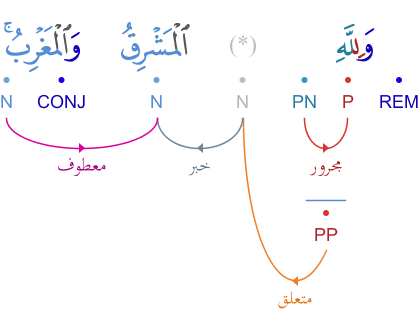 وَلِلَّهِ (*) ٱلْمَشْرِقُ وَٱلْمَغْرِبُ ۚ
REM P PN N N CONJ N
مجرور خبر معطوف
PP
متعلق